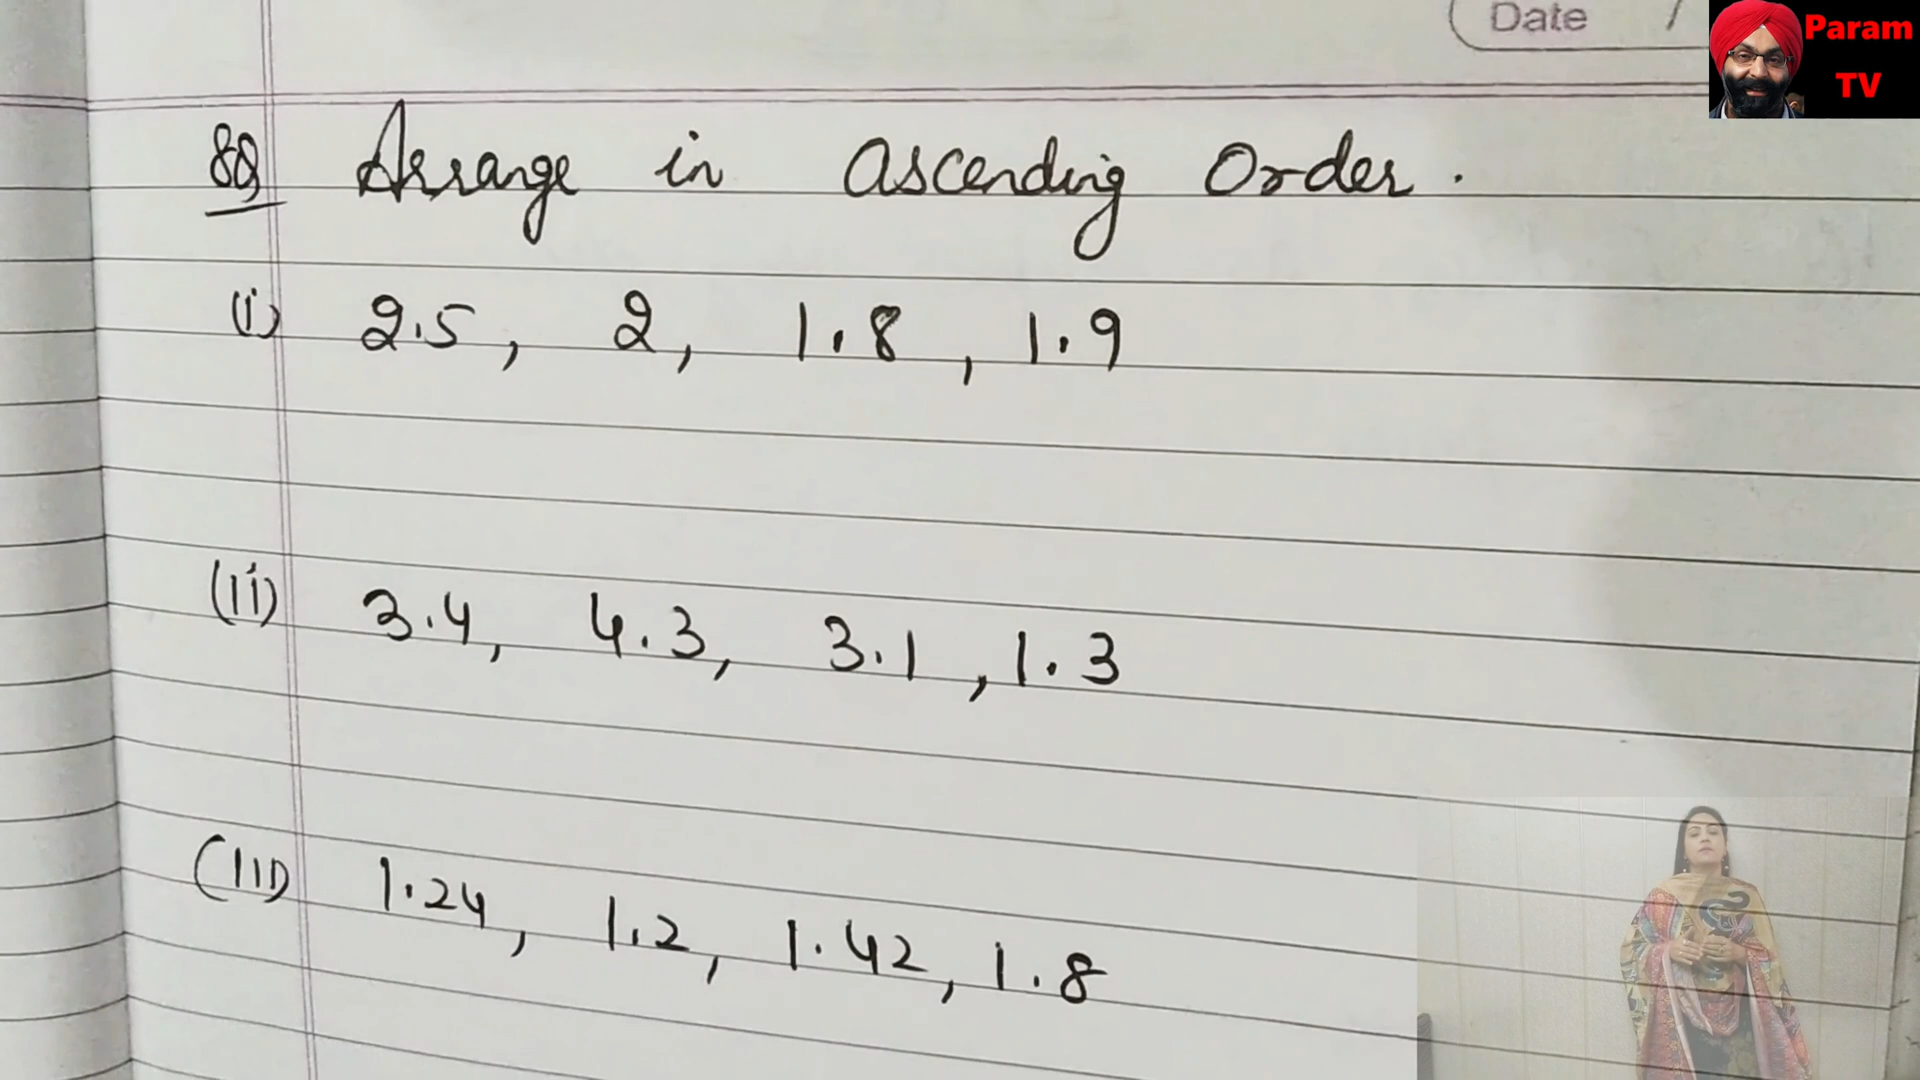 Date /
Param
TV
8Q Arrange in ascending Order.
(i) 2.5, 2, 1.8, 1.9
(ii) 3.4, 4.3, 3.1, 1.3
(III) 1.24, 1.2, 1.42, 1.8